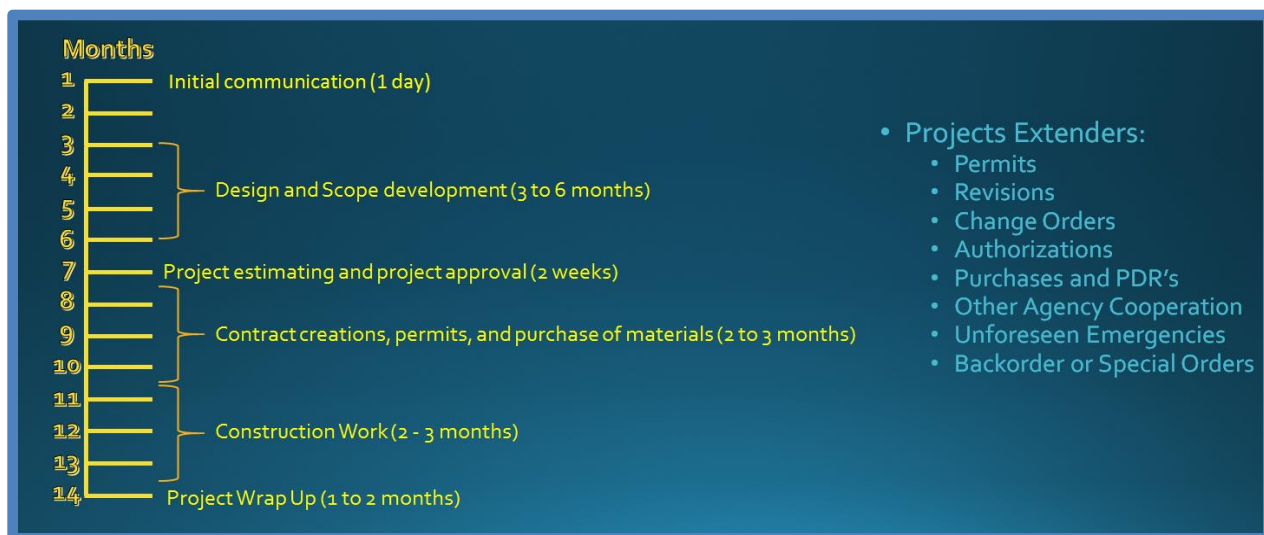 Months
1 Initial communication (1 day)
2
3
4
Design and Scope development (3 to 6 months)
5
6
7 Project estimating and project approval (2 weeks)
8
9 Contract creations, permits, and purchase of materials (2 to 3 months)
10
11
12 Construction Work (2 - 3 months)
13
14 Project Wrap Up (1 to 2 months)
• Projects Extenders:
• Permits
• Revisions
• Change Orders
• Authorizations
• Purchases and PDR's
• Other Agency Cooperation
• Unforeseen Emergencies
• Backorder or Special Orders